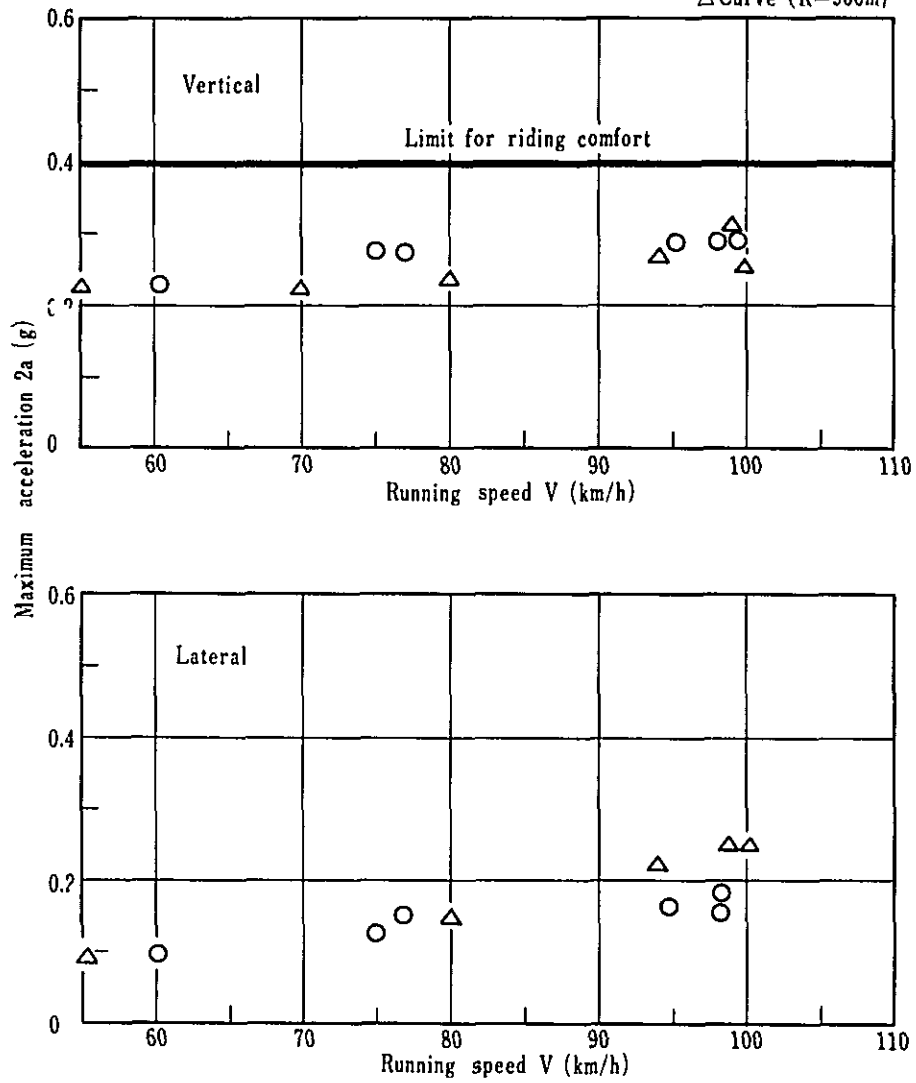 △Curve (R=500m)
0.6
Vertical
Limit for riding comfort
0.4
0
60 70 80 90 100 110
Running speed V (km/h)
Maximum acceleration 2a (g)
0.6
Lateral
0.4
0.2
0
60 70 80 90 100 110
Running speed V (km/h)